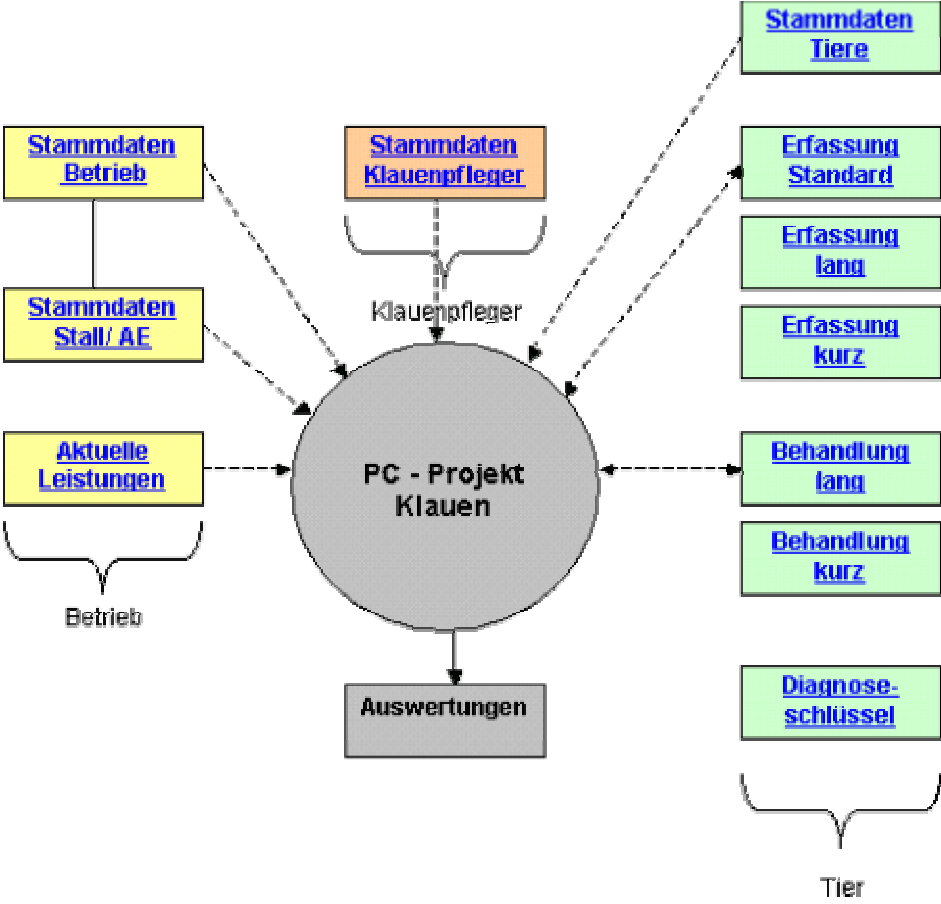 Stammdaten
Betrieb
Stammdaten
Stall/ AE
Aktuelle
Leistungen
Betrieb
Stammdaten
Klauenpfleger
Klauenpfleger
PC - Projekt
Klauen
Auswertungen
Stammdaten
Tiere
Erfassung
Standard
Erfassung
lang
Erfassung
kurz
Behandlung
lang
Behandlung
kurz
Diagnose-
schlüssel
Tier